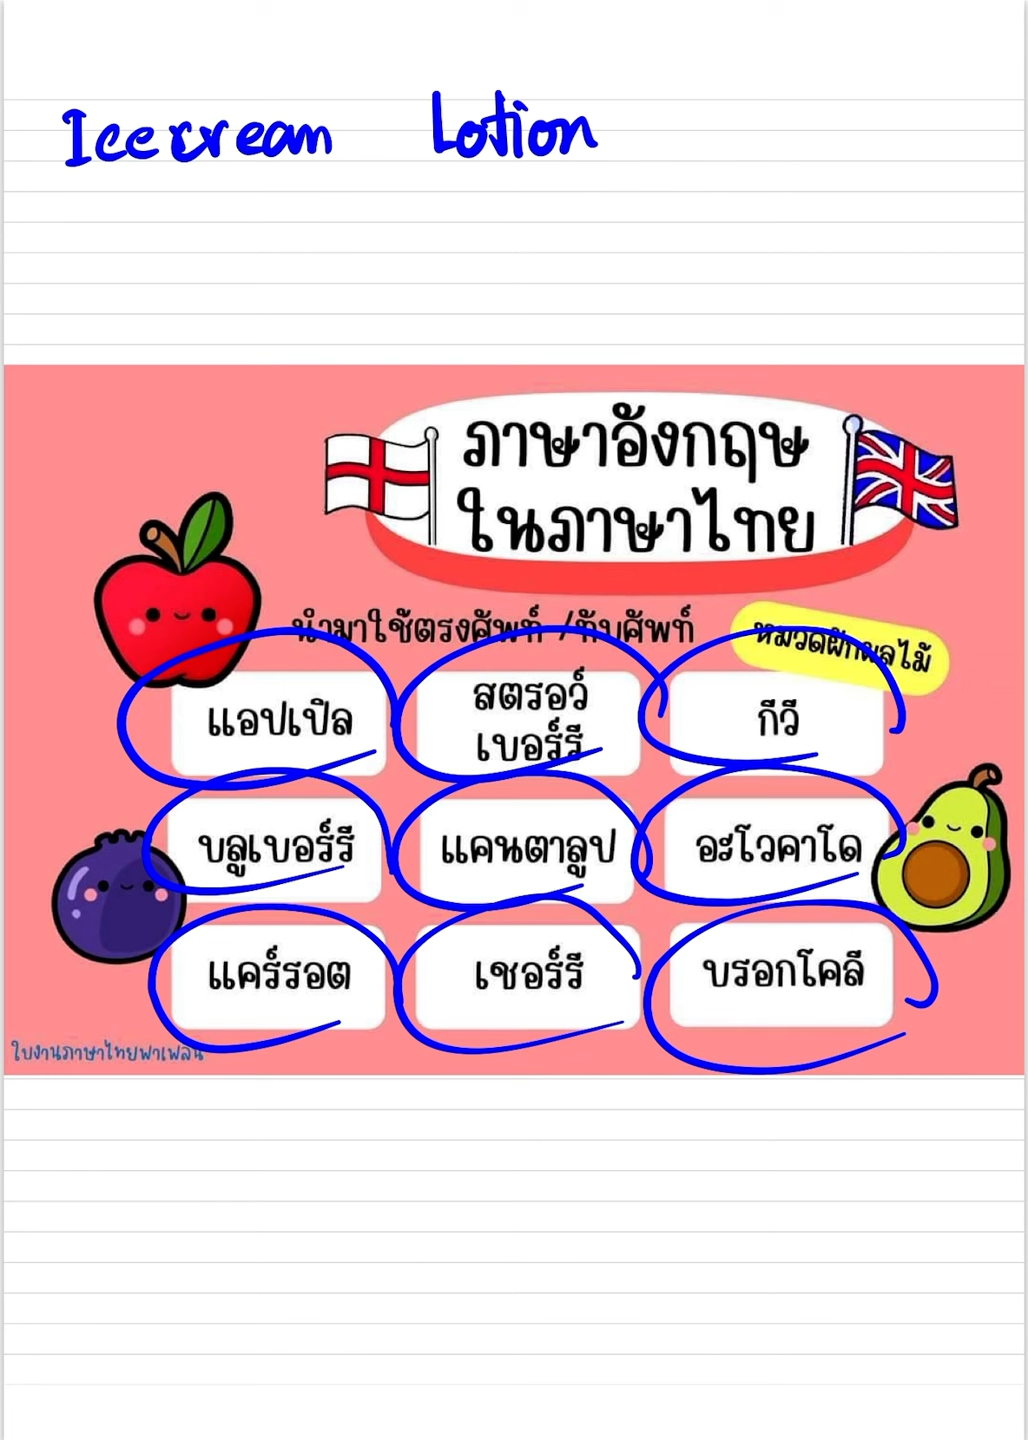 Icecream Lotion
ภาษาอังกฤษ
ในภาษาไทย
นำมาใช้ตรงศัพท์ /ทับศัพท์
หมวดผักผลไม้
แอปเปิล
สตรอว์
เบอร์รี
กีวี
บลูเบอร์รี
แคนตาลูป
อะโวคาโด
แคร์รอต
เชอร์รี
บรอกโคลี
ใบงานภาษาไทยพาเพลิน